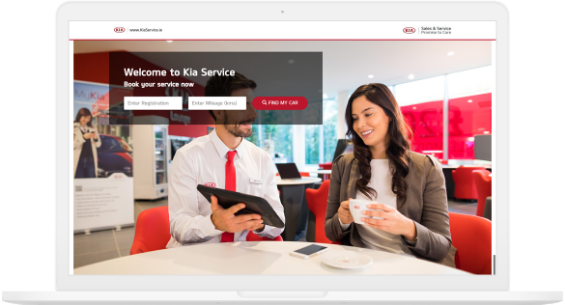 KIA www.KiaService.ie
KIA Sales & Service
Promise to Care
Welcome to Kia Service
Book your service now
Enter Registration Enter Mileage (kms) FIND MY CAR
KIA